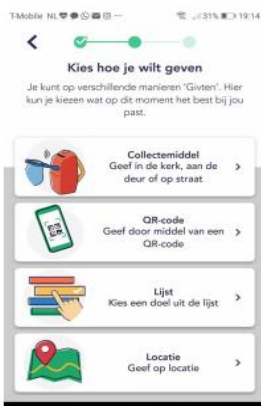 T-Mobile NL
31% 19:14
Kies hoe je wilt geven
Je kunt op verschillende manieren 'Givten'. Hier
kun je kiezen wat op dit moment het best bij jou
past.
Collectemiddel
Geef in de kerk, aan de
deur of op straat
QR-code
Geef door middel van een
QR-code
Lijst
Kies een doel uit de lijst
Locatie
Geef op locatie